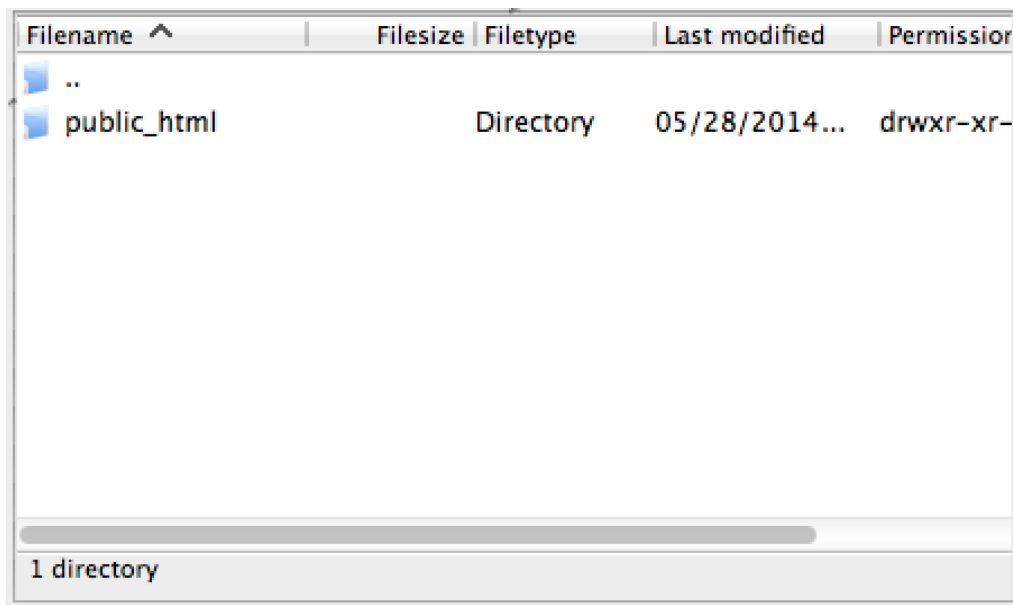 Filename Filesize Filetype Last modified Permission
..
public_html Directory 05/28/2014... drwxr-xr-
1 directory